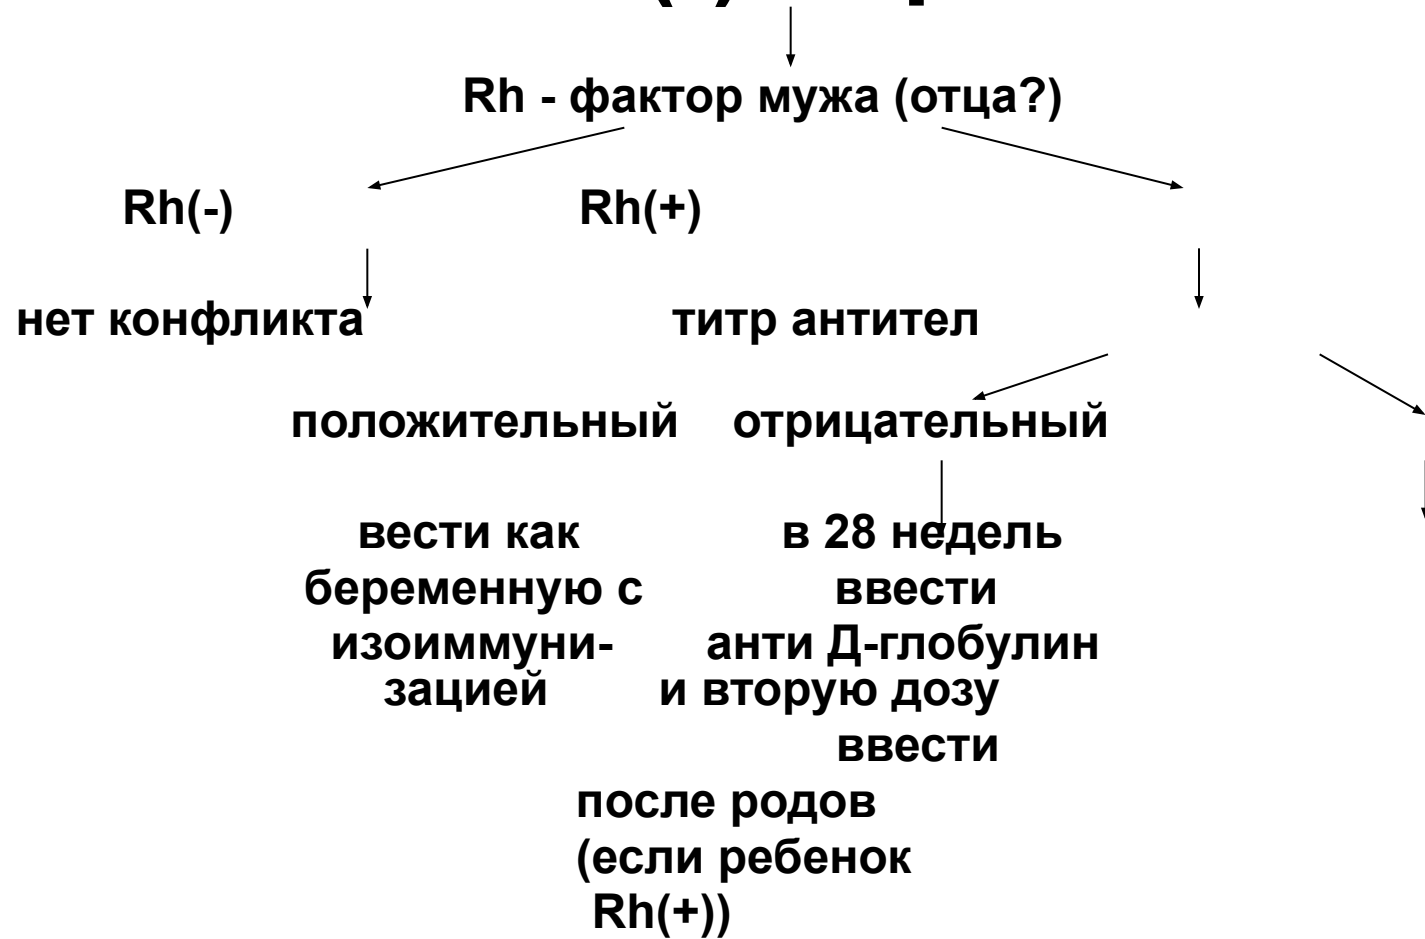 Rh - фактор мужа (отца?)
Rh(-) Rh(+)
нет конфликта титр антител
положительный отрицательный
вести как в 28 недель
беременную с ввести
изоиммуни- анти Д-глобулин
зацией и вторую дозу
ввести
после родов
(если ребенок
Rh(+))